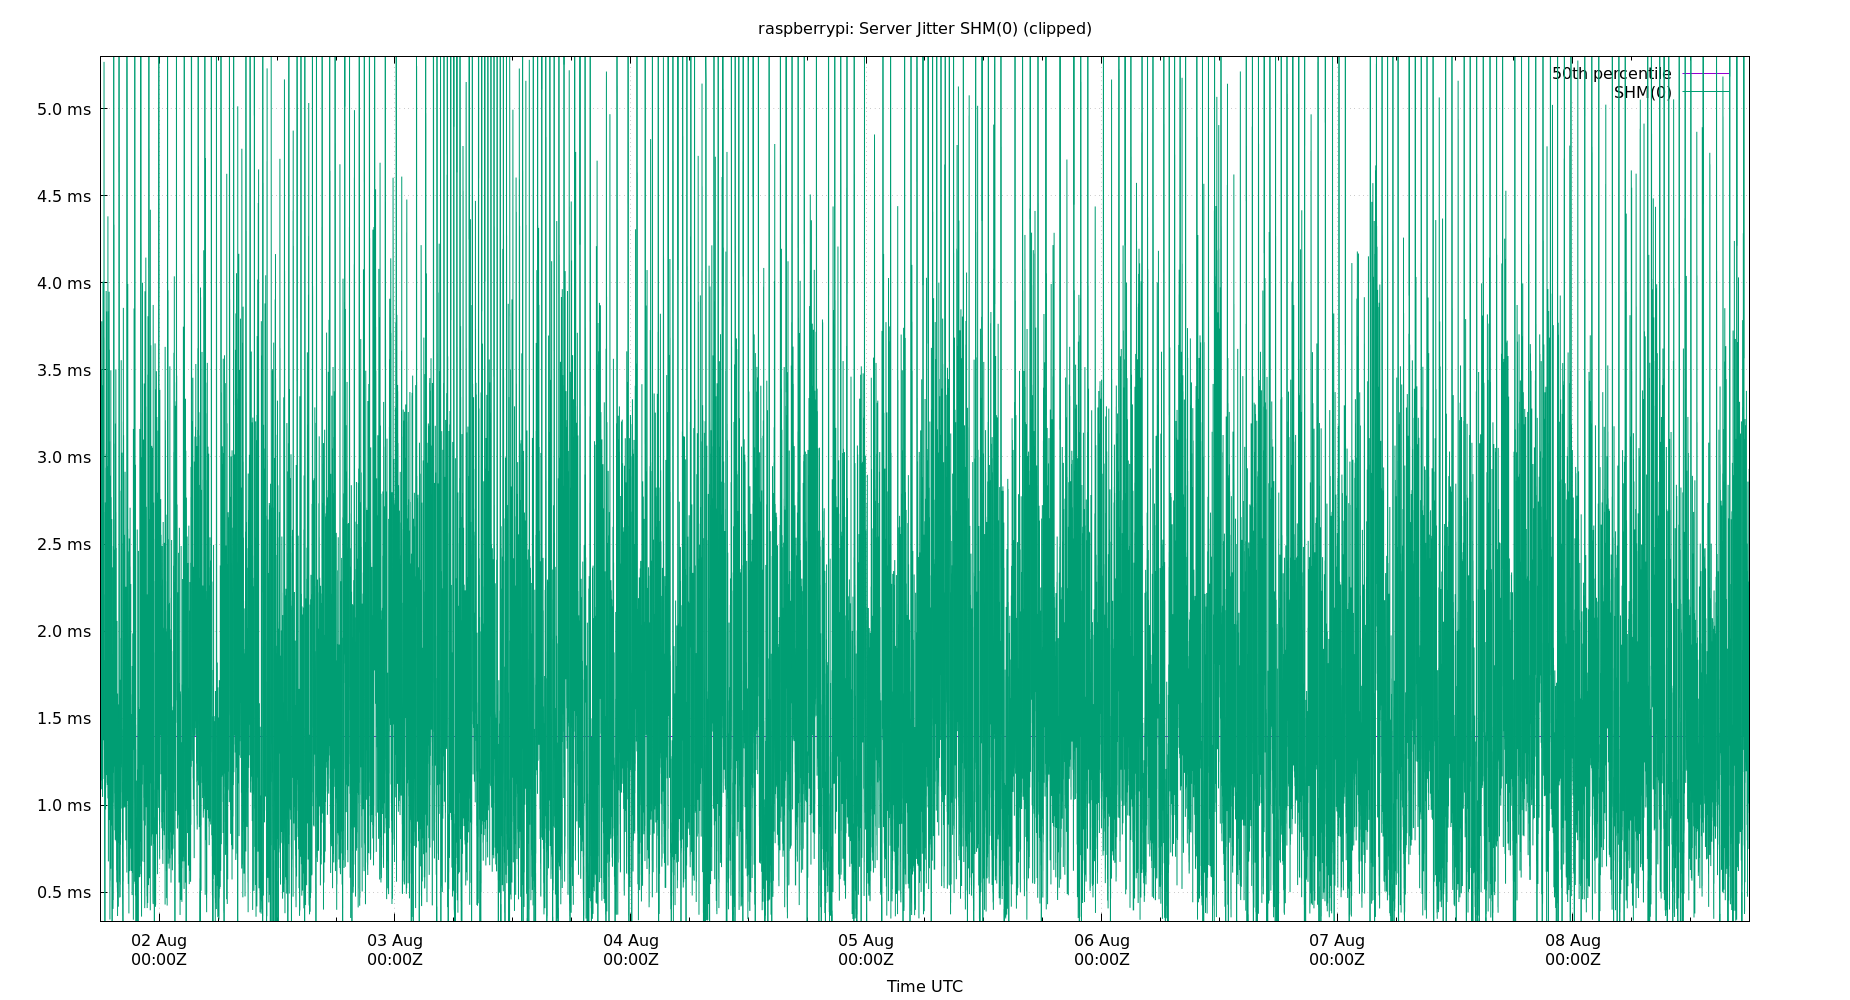 raspberrypi: Server Jitter SHM(0) (clipped)
50th percentile
SHM(0)
5.0 ms
4.5 ms
4.0 ms
3.5 ms
3.0 ms
2.5 ms
2.0 ms
1.5 ms
1.0 ms
0.5 ms
02 Aug 03 Aug 04 Aug 05 Aug 06 Aug 07 Aug 08 Aug
00:00Z 00:00Z 00:00Z 00:00Z 00:00Z 00:00Z 00:00Z
Time UTC